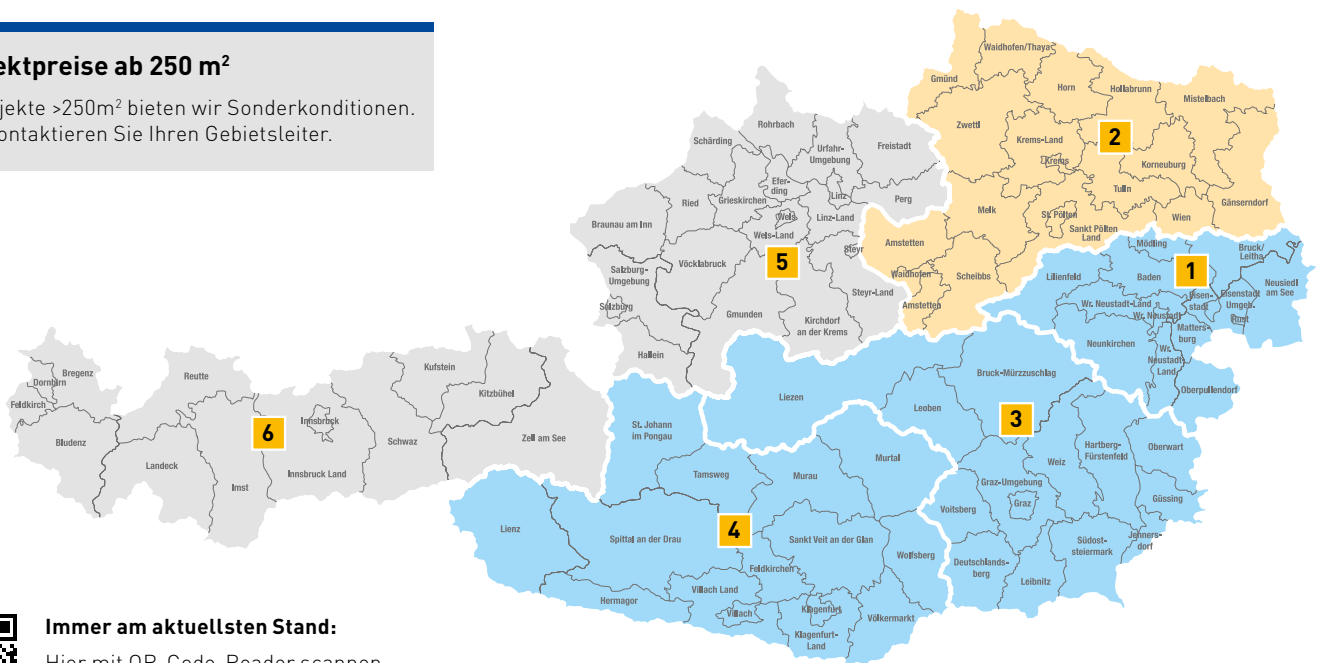 ektpreise ab 250 m²
jekte >250m² bieten wir Sonderkonditionen.
ontaktieren Sie Ihren Gebietsleiter.
Waidhofen/Thaya
Gmünd
Horn
Hollabrunn
Mistelbach
Zwettl
Krems-Land
2
Krems
Korneuburg
Tulln
Gänserndorf
Melk
St. Pölten
Sankt Pölten
Land
Wien
Amstetten
Waidhofen
Scheibbs
Amstetten
Rohrbach
Schärding
Urfahr-
Umgebung
Freistadt
Efer-
ding
Ried
Grieskirchen
Linz
Perg
Wels
Linz-Land
Braunau am Inn
Wels-Land
Steyr
5
Vöcklabruck
Salzburg-
Umgebung
Steyr-Land
Salzburg
Gmunden
Kirchdorf
an der Krems
Hallein
Mödling
Bruck/
Leitha
1
Lilienfeld
Baden
Neusiedl
am See
Eisen-
stadt
Eisenstadt
Umgeb.
Wr. Neustadt-Land
Wr. Neustadt
Rust
Matters-
burg
Neunkirchen
Wr.
Neustadt-
Land
Oberpullendorf
Bregenz
Dornbirn
Feldkirch
Bludenz
Reutte
Kufstein
Kitzbühel
Innsbruck
6
Schwaz
Zell am See
Landeck
Imst
Innsbruck Land
Bruck-Mürzzuschlag
Liezen
Leoben
3
St. Johann
im Pongau
Hartberg-
Fürstenfeld
Oberwart
Murtal
Weiz
Tamsweg
Murau
Graz-Umgebung
Graz
Güssing
Voitsberg
Lienz
4
Spittal an der Drau
Sankt Veit an der Glan
Südost-
steiermark
Jenners-
dorf
Wolfsberg
Deutschlands-
berg
Feldkirchen
Leibnitz
Villach Land
Hermagor
Villach
Klagenfurt
Völkermarkt
Klagenfurt-
Land
Immer am aktuellsten Stand:
Hier mit QR-Code-Reader scannen